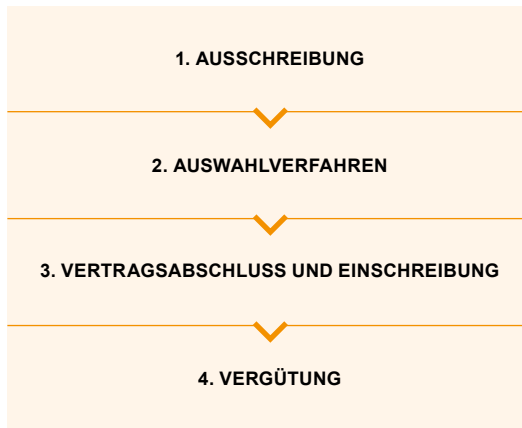 1. AUSSCHREIBUNG
2. AUSWAHLVERFAHREN
3. VERTRAGSABSCHLUSS UND EINSCHREIBUNG
4. VERGÜTUNG